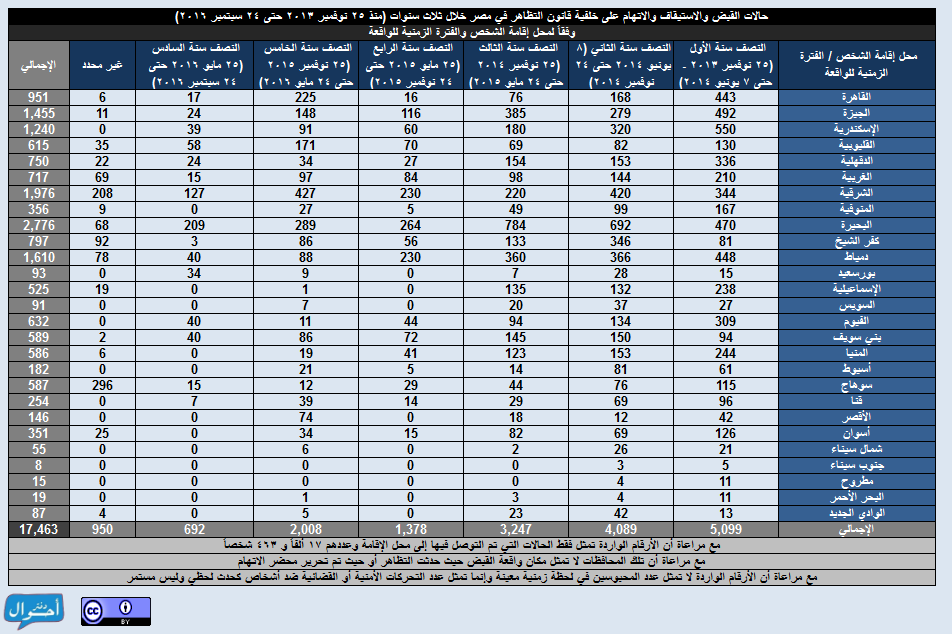 حالات القبض والاستيقاف والاتهام على خلفية قانون التظاهر في مصر خلال ثلاث سنوات (منذ ٢٥ نوفمبر ٢٠١٣ حتى ٢٤ سبتمبر ٢٠١٦)
وفقاً لمحل إقامة الشخص والفترة الزمنية للواقعة
محل إقامة الشخص / الفترة الزمنية للواقعة | النصف سنة الأول (٢٥ نوفمبر ٢٠١٣ - حتى ٧ يونيو ٢٠١٤) | النصف سنة الثاني (٨ يونيو ٢٠١٤ حتى ٢٤ نوفمبر ٢٠١٤) | النصف سنة الثالث (٢٥ نوفمبر ٢٠١٤ حتى ٢٤ مايو ٢٠١٥) | النصف سنة الرابع (٢٥ مايو ٢٠١٥ حتى ٢٤ نوفمبر ٢٠١٥) | النصف سنة الخامس (٢٥ نوفمبر ٢٠١٥ حتى ٢٤ مايو ٢٠١٦) | النصف سنة السادس (٢٥ مايو ٢٠١٦ حتى ٢٤ سبتمبر ٢٠١٦) | غير محدد | الإجمالي
القاهرة 443 168 76 16 225 17 6 951
الجيزة 492 279 385 116 148 24 11 1,455
الإسكندرية 550 320 180 60 91 39 0 1,240
القليوبية 130 82 69 70 171 58 35 615
الدقهلية 336 153 154 27 34 24 22 750
الغربية 210 144 98 84 97 15 69 717
الشرقية 344 420 220 230 427 127 208 1,976
المنوفية 167 99 49 5 27 0 9 356
البحيرة 470 692 784 264 289 209 68 2,776
كفر الشيخ 81 346 133 56 86 3 92 797
دمياط 448 366 360 230 88 40 78 1,610
بورسعيد 15 28 7 0 9 34 0 93
الإسماعيلية 238 132 135 0 1 0 19 525
السويس 27 37 20 0 7 0 0 91
الفيوم 309 134 94 44 11 40 0 632
بني سويف 94 150 145 72 86 40 2 589
المنيا 244 153 123 41 19 0 6 586
أسيوط 61 81 14 5 21 0 0 182
سوهاج 115 76 44 29 12 15 296 587
قنا 96 69 29 14 39 7 0 254
الأقصر 42 12 18 0 74 0 0 146
أسوان 126 69 82 15 34 0 25 351
شمال سيناء 21 26 2 0 6 0 0 55
جنوب سيناء 5 3 0 0 0 0 0 8
مطروح 11 4 0 0 0 0 0 15
البحر الأحمر 11 4 3 0 1 0 0 19
الوادي الجديد 13 42 23 0 5 0 4 87
الإجمالي 5,099 4,089 3,247 1,378 2,008 692 950 17,463
مع مراعاة أن الأرقام الواردة تمثل فقط الحالات التي تم التوصل فيها إلى محل الإقامة وعددهم ١٧ ألفاً و ٤٦٣ شخصاً
مع مراعاة أن تلك المحافظات لا تمثل مكان واقعة القبض حيث حدثت التظاهر أو حيث تم تحرير محضر الاتهام
مع مراعاة أن الأرقام الواردة لا تمثل عدد المحبوسين في لحظة زمنية معينة وإنما تمثل عدد التحركات الأمنية أو القضائية ضد أشخاص كحدث لحظي وليس مستمر
دفتر أحوال
cc BY